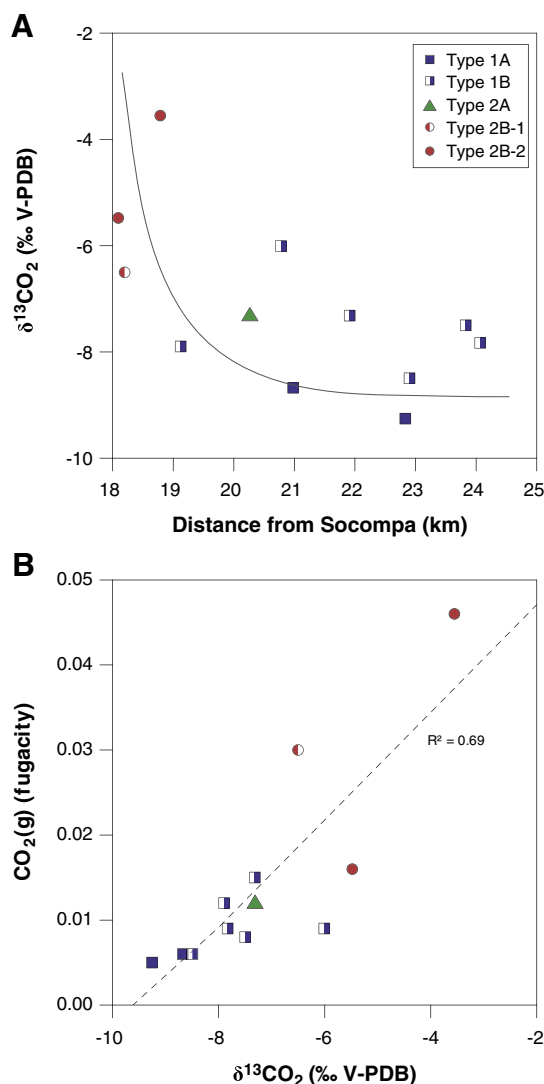 A
-2
-4
-6
-8
-10
δ¹³CO₂ (‰ V-PDB)
18 19 20 21 22 23 24 25
Distance from Socompa (km)
Type 1A
Type 1B
Type 2A
Type 2B-1
Type 2B-2
B
0.05
0.04
0.03
0.02
0.01
0.00
CO₂(g) (fugacity)
R² = 0.69
-10 -8 -6 -4 -2
δ¹³CO₂ (‰ V-PDB)